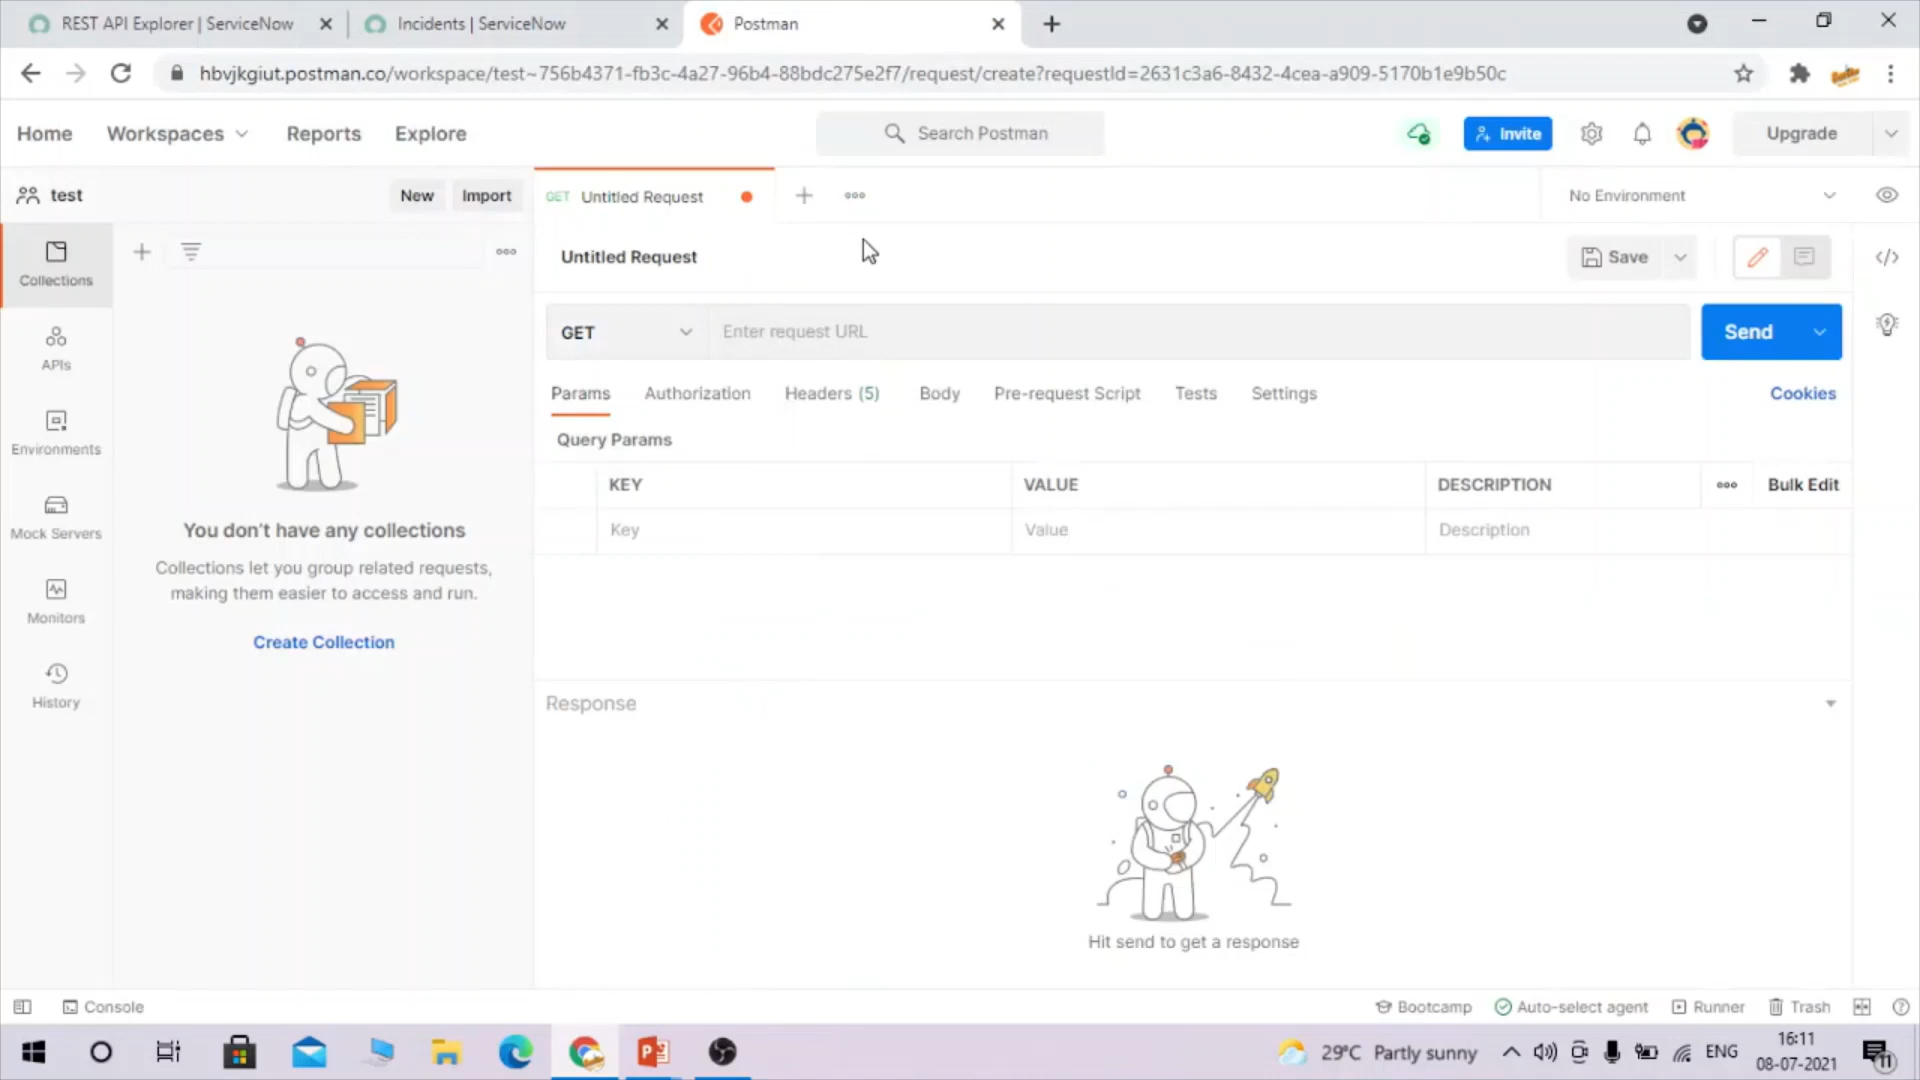 REST API Explorer | ServiceNow
Incidents | ServiceNow
Postman
hbvjkgiut.postman.co/workspace/test~756b4371-fb3c-4a27-96b4-88bdc275e2f7/request/create?requestId=2631c3a6-8432-4cea-a909-5170b1e9b50c
Home
Workspaces
Reports
Explore
Search Postman
Invite
Upgrade
test
New
Import
GET Untitled Request
No Environment
Collections
Untitled Request
Save
APIs
GET
Enter request URL
Send
Params
Authorization
Headers (5)
Body
Pre-request Script
Tests
Settings
Cookies
Environments
Query Params
KEY
VALUE
DESCRIPTION
Bulk Edit
Key
Value
Description
Mock Servers
You don't have any collections
Collections let you group related requests,
making them easier to access and run.
Create Collection
Monitors
History
Response
Hit send to get a response
Console
Bootcamp
Auto-select agent
Runner
Trash
29°C Partly sunny
ENG
16:11
08-07-2021
11